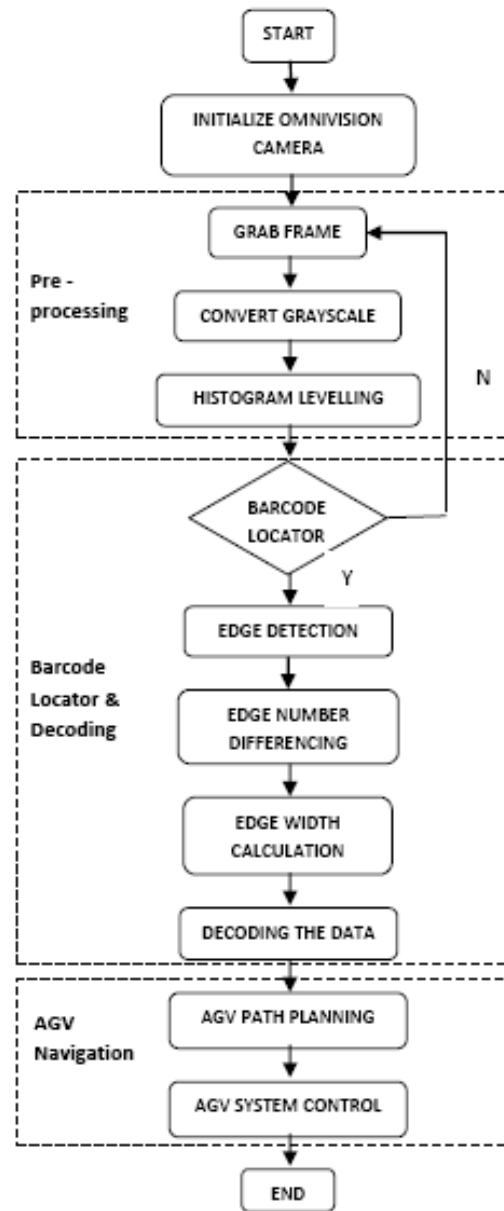 START
INITIALIZE OMNIVISION
CAMERA
GRAB FRAME
Pre -
processing
CONVERT GRAYSCALE
HISTOGRAM LEVELLING
N
BARCODE
LOCATOR
Y
EDGE DETECTION
Barcode
Locator &
Decoding
EDGE NUMBER
DIFFERENCING
EDGE WIDTH
CALCULATION
DECODING THE DATA
AGV
Navigation
AGV PATH PLANNING
AGV SYSTEM CONTROL
END